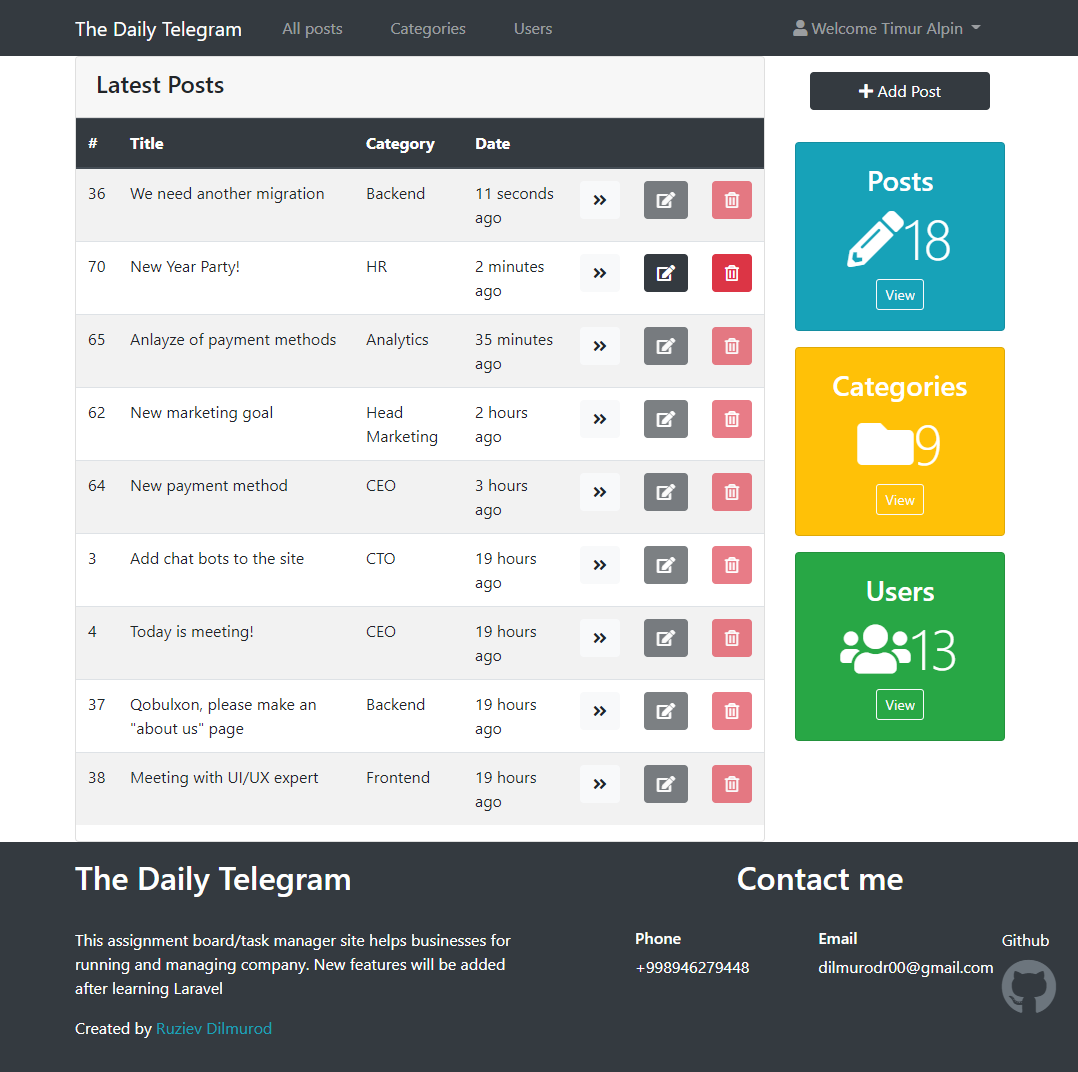 The Daily Telegram All posts Categories Users Welcome Timur Alpin
Latest Posts
# Title Category Date
36 We need another migration Backend 11 seconds
ago
70 New Year Party! HR 2 minutes
ago
65 Anlayze of payment methods Analytics 35 minutes
ago
62 New marketing goal Head 2 hours
Marketing ago
64 New payment method CEO 3 hours
ago
3 Add chat bots to the site CTO 19 hours
ago
4 Today is meeting! CEO 19 hours
ago
37 Qobulxon, please make an Backend 19 hours
"about us" page ago
38 Meeting with UI/UX expert Frontend 19 hours
ago
Add Post
Posts
18
View
Categories
9
View
Users
13
View
The Daily Telegram
This assignment board/task manager site helps businesses for
running and managing company. New features will be added
after learning Laravel
Created by Ruziev Dilmurod
Contact me
Phone Email Github
+998946279448 dilmurodr00@gmail.com